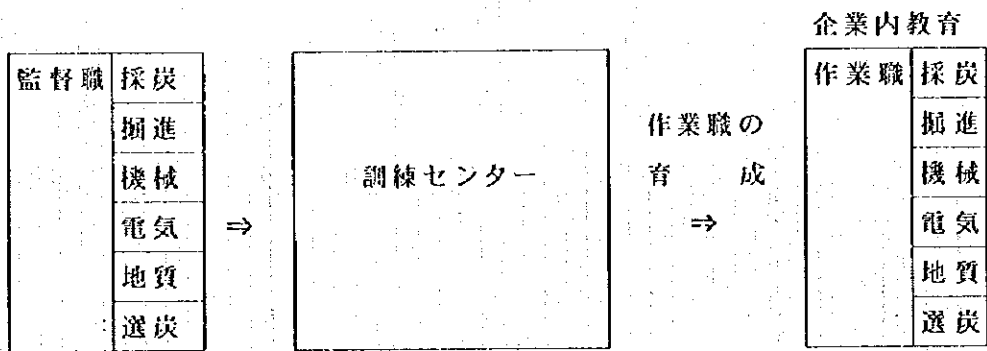 企業内教育
監督職 採炭
掘進
機械
電気
地質
選炭
⇒
訓練センター
作業職の
育 成
⇒
作業職 採炭
掘進
機械
電気
地質
選炭